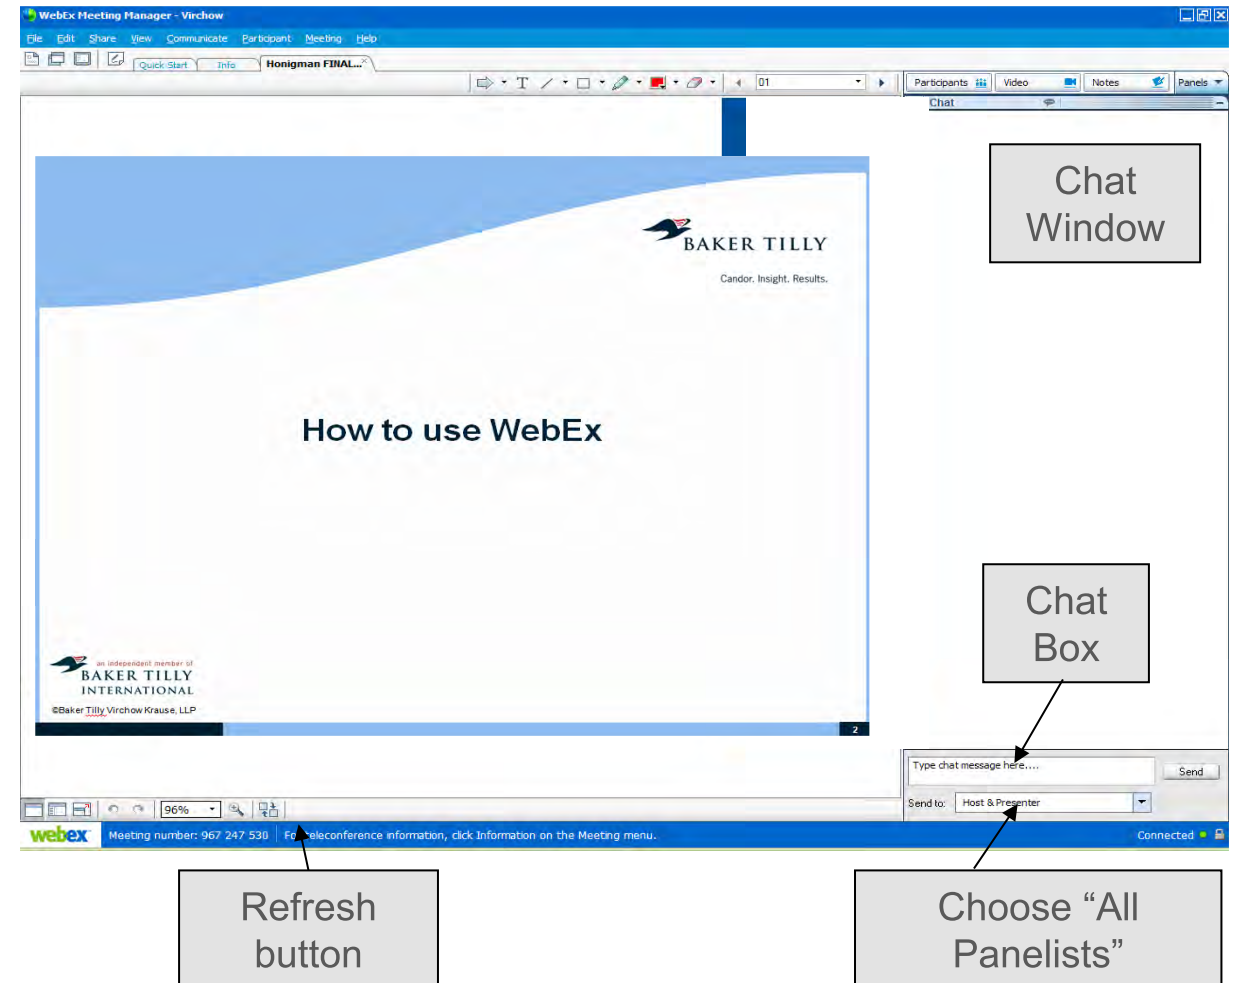 WebEx Meeting Manager - Virchow
File Edit Share View Communicate Participant Meeting Help
Quick Start Info Honigman FINAL...
T 01 Participants Video Notes Panels
Chat
Chat
Window
BAKER TILLY
Candor. Insight. Results.
How to use WebEx
Chat
Box
an independent member of
BAKER TILLY
INTERNATIONAL
©Baker Tilly Virchow Krause, LLP
2
Type chat message here....
Send
Send to: Host & Presenter
96%
webex Meeting number: 967 247 530 For teleconference information, click Information on the Meeting menu. Connected
Refresh
button
Choose “All
Panelists”